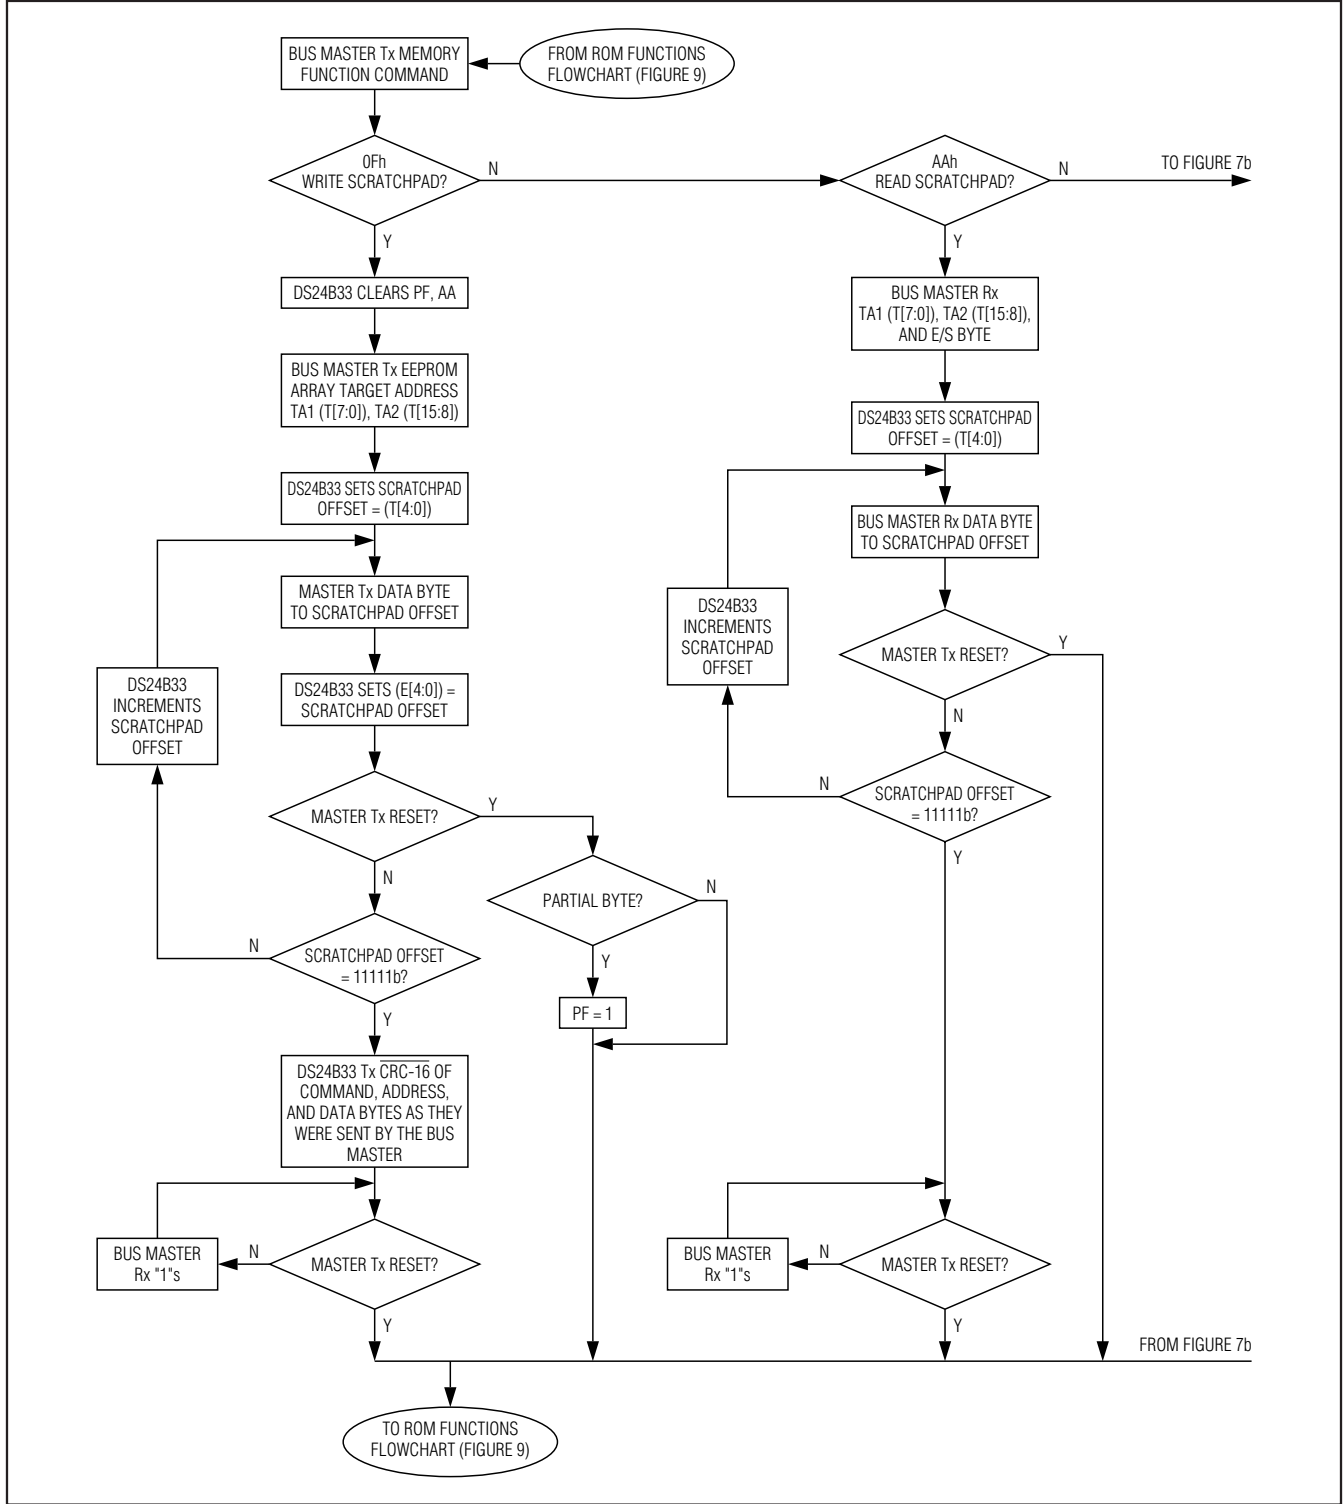 BUS MASTER Tx MEMORY
FUNCTION COMMAND
FROM ROM FUNCTIONS
FLOWCHART (FIGURE 9)
0Fh
WRITE SCRATCHPAD?
N
Y
AAh
READ SCRATCHPAD?
N
TO FIGURE 7b
Y
DS24B33 CLEARS PF, AA
BUS MASTER Tx EEPROM
ARRAY TARGET ADDRESS
TA1 (T[7:0]), TA2 (T[15:8])
DS24B33 SETS SCRATCHPAD
OFFSET = (T[4:0])
MASTER Tx DATA BYTE
TO SCRATCHPAD OFFSET
DS24B33
INCREMENTS
SCRATCHPAD
OFFSET
DS24B33 SETS (E[4:0]) =
SCRATCHPAD OFFSET
MASTER Tx RESET?
Y
N
PARTIAL BYTE?
N
Y
PF = 1
SCRATCHPAD OFFSET
= 11111b?
N
Y
DS24B33 Tx CRC-16 OF
COMMAND, ADDRESS,
AND DATA BYTES AS THEY
WERE SENT BY THE BUS
MASTER
BUS MASTER
Rx "1"s
N
MASTER Tx RESET?
Y
BUS MASTER Rx
TA1 (T[7:0]), TA2 (T[15:8]),
AND E/S BYTE
DS24B33 SETS SCRATCHPAD
OFFSET = (T[4:0])
BUS MASTER Rx DATA BYTE
TO SCRATCHPAD OFFSET
DS24B33
INCREMENTS
SCRATCHPAD
OFFSET
MASTER Tx RESET?
Y
N
SCRATCHPAD OFFSET
= 11111b?
N
Y
BUS MASTER
Rx "1"s
N
MASTER Tx RESET?
Y
FROM FIGURE 7b
TO ROM FUNCTIONS
FLOWCHART (FIGURE 9)